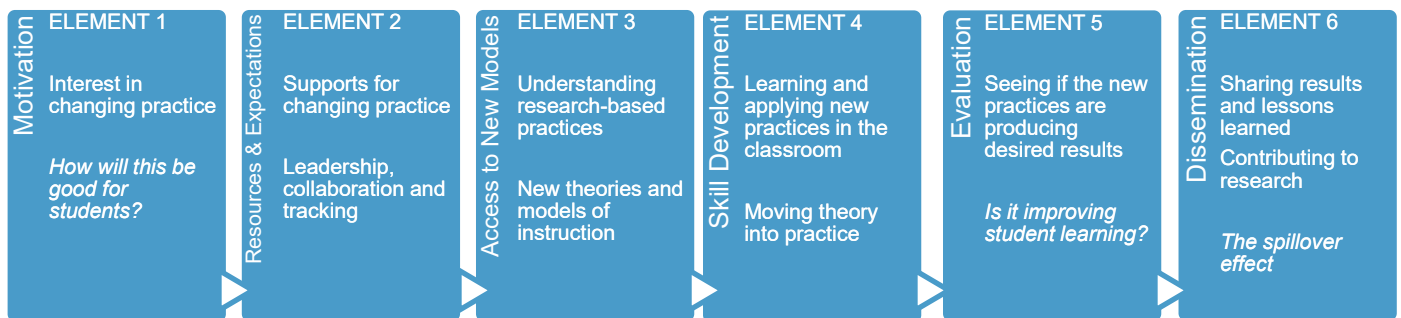 Motivation
ELEMENT 1
Interest in
changing practice
How will this be
good for
students?
Resources & Expectations
ELEMENT 2
Supports for
changing practice
Leadership,
collaboration and
tracking
Access to New Models
ELEMENT 3
Understanding
research-based
practices
New theories and
models of
instruction
Skill Development
ELEMENT 4
Learning and
applying new
practices in the
classroom
Moving theory
into practice
Evaluation
ELEMENT 5
Seeing if the new
practices are
producing
desired results
Is it improving
student learning?
Dissemination
ELEMENT 6
Sharing results
and lessons
learned
Contributing to
research
The spillover
effect